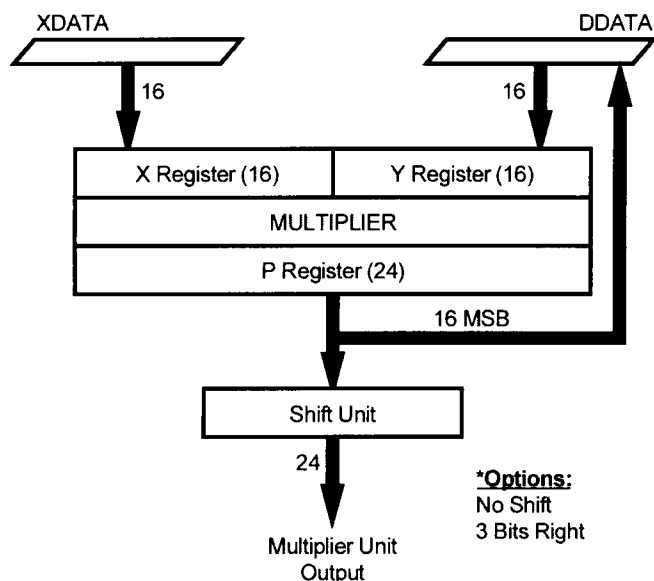 XDATA
DDATA
16
16
X Register (16)
Y Register (16)
MULTIPLIER
P Register (24)
16 MSB
Shift Unit
24
*Options:
No Shift
3 Bits Right
Multiplier Unit
Output